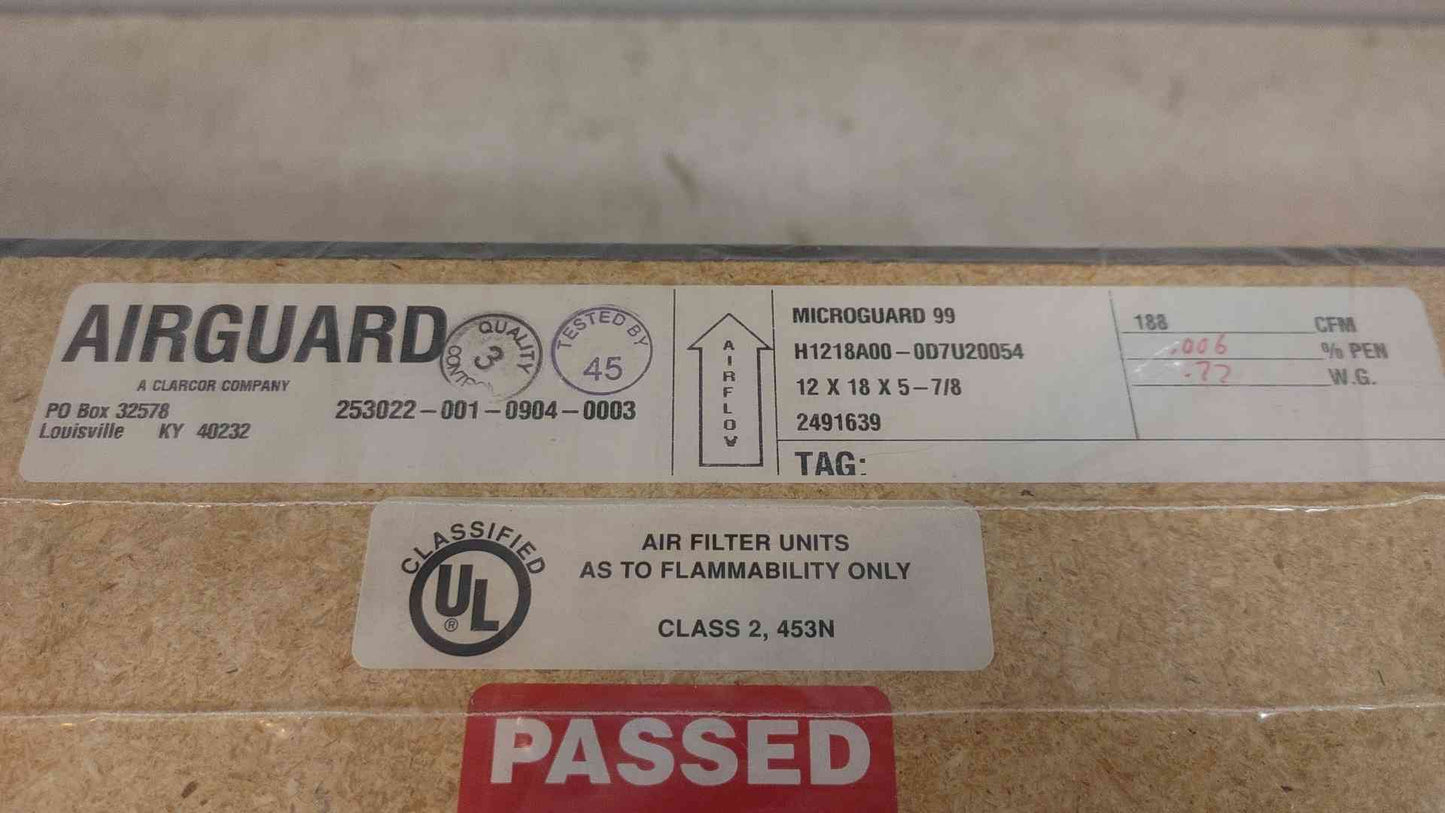 AIRGUARD
A CLARCOR COMPANY
PO Box 32578
Louisville KY 40232
253022-001-0904-0003
QUALITY
3
TESTED BY
45
AIRFLOW
MICROGUARD 99
H1218A00-0D7U20054
12 X 18 X 5-7/8
2491639
TAG:
188 CFM
.006 % PEN
W.G.
CLASSIFIED
UL
®
AIR FILTER UNITS
AS TO FLAMMABILITY ONLY
CLASS 2, 453N
PASSED